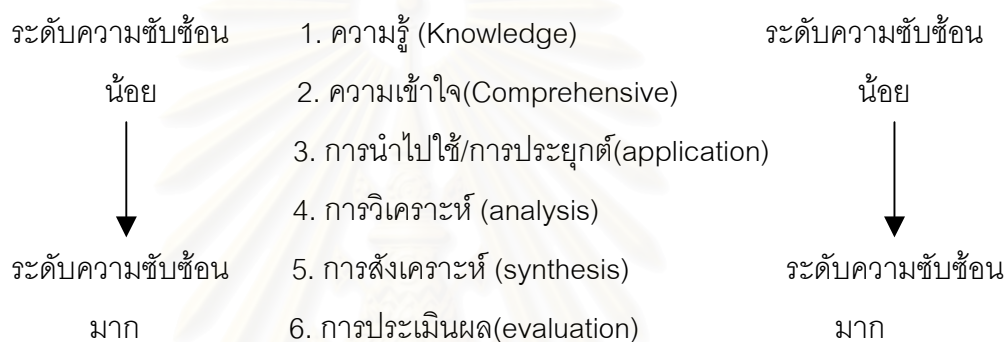 ระดับความซับซ้อน 1. ความรู้ (Knowledge) ระดับความซับซ้อน
น้อย 2. ความเข้าใจ(Comprehensive) น้อย
3. การนำไปใช้/การประยุกต์(application)
4. การวิเคราะห์ (analysis)
ระดับความซับซ้อน 5. การสังเคราะห์ (synthesis) ระดับความซับซ้อน
มาก 6. การประเมินผล(evaluation) มาก